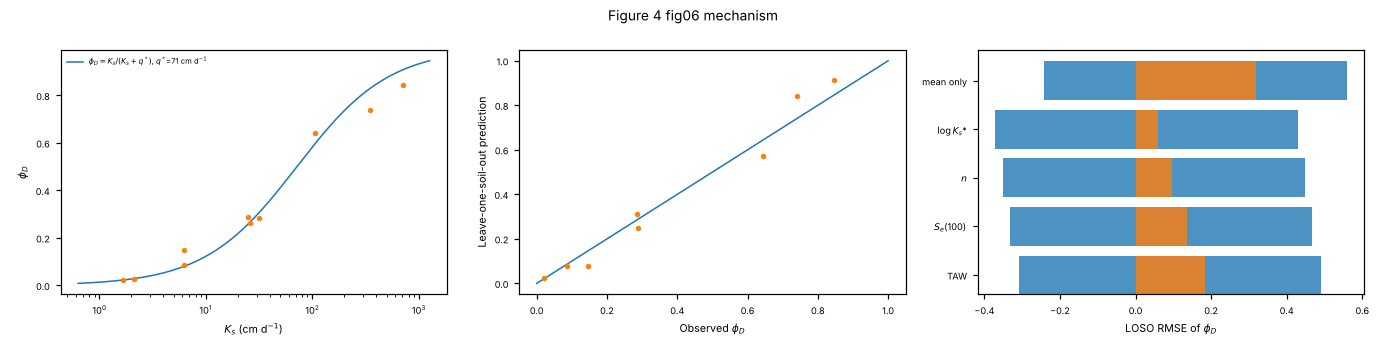 Figure 4 fig06 mechanism
ϕ_D = K_s/(K_s + q*), q*=71 cm d⁻¹
ϕ_D
0.8
0.6
0.4
0.2
0.0
10⁰ 10¹ 10² 10³
K_s (cm d⁻¹)
Leave-one-soil-out prediction
1.0
0.8
0.6
0.4
0.2
0.0
0.0 0.2 0.4 0.6 0.8 1.0
Observed ϕ_D
mean only
log K_s*
n
S_e(100)
TAW
−0.4 −0.2 0.0 0.2 0.4 0.6
LOSO RMSE of ϕ_D